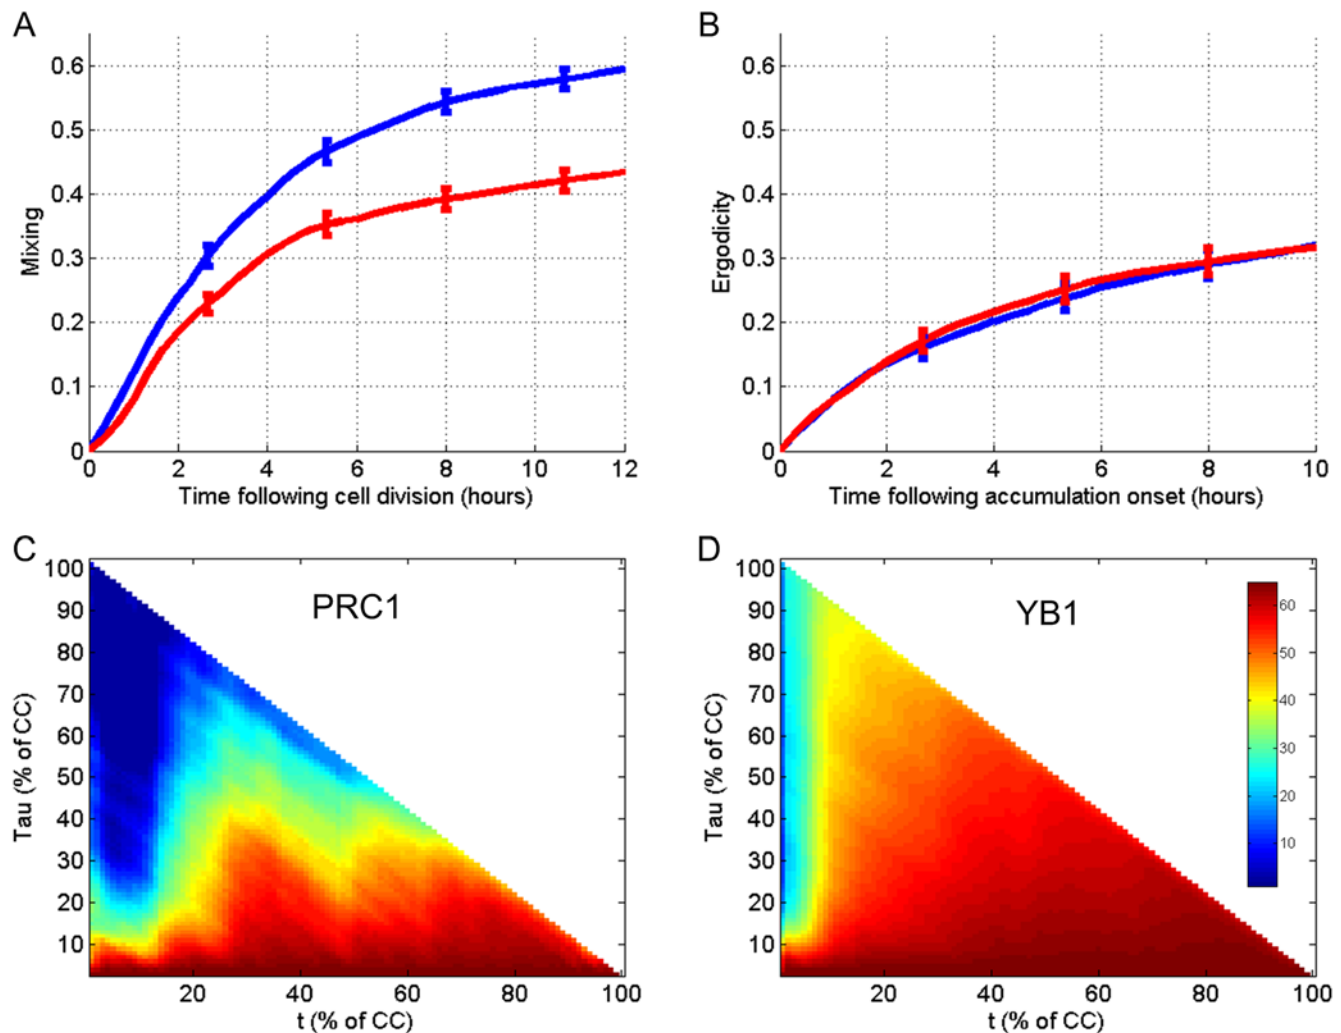 A
Mixing
0.6
0.5
0.4
0.3
0.2
0.1
0
0 2 4 6 8 10 12
Time following cell division (hours)
B
Ergodicity
0.6
0.5
0.4
0.3
0.2
0.1
0
0 2 4 6 8 10
Time following accumulation onset (hours)
C
PRC1
Tau (% of CC)
100
90
80
70
60
50
40
30
20
10
20 40 60 80 100
t (% of CC)
D
YB1
Tau (% of CC)
100
90
80
70
60
50
40
30
20
10
20 40 60 80 100
t (% of CC)
60
50
40
30
20
10